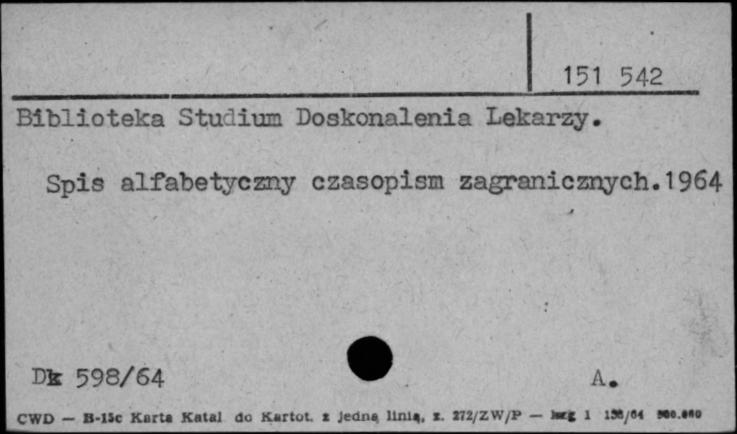 151 542
Biblioteka Studium Doskonalenia Lekarzy.
Spis alfabetyczny czasopism zagranicznych.1964
Dk 598/64
A.
CWD — B-15c Karta Katal do Kartot. z jedną linią, z. 272/ZW/P — 1